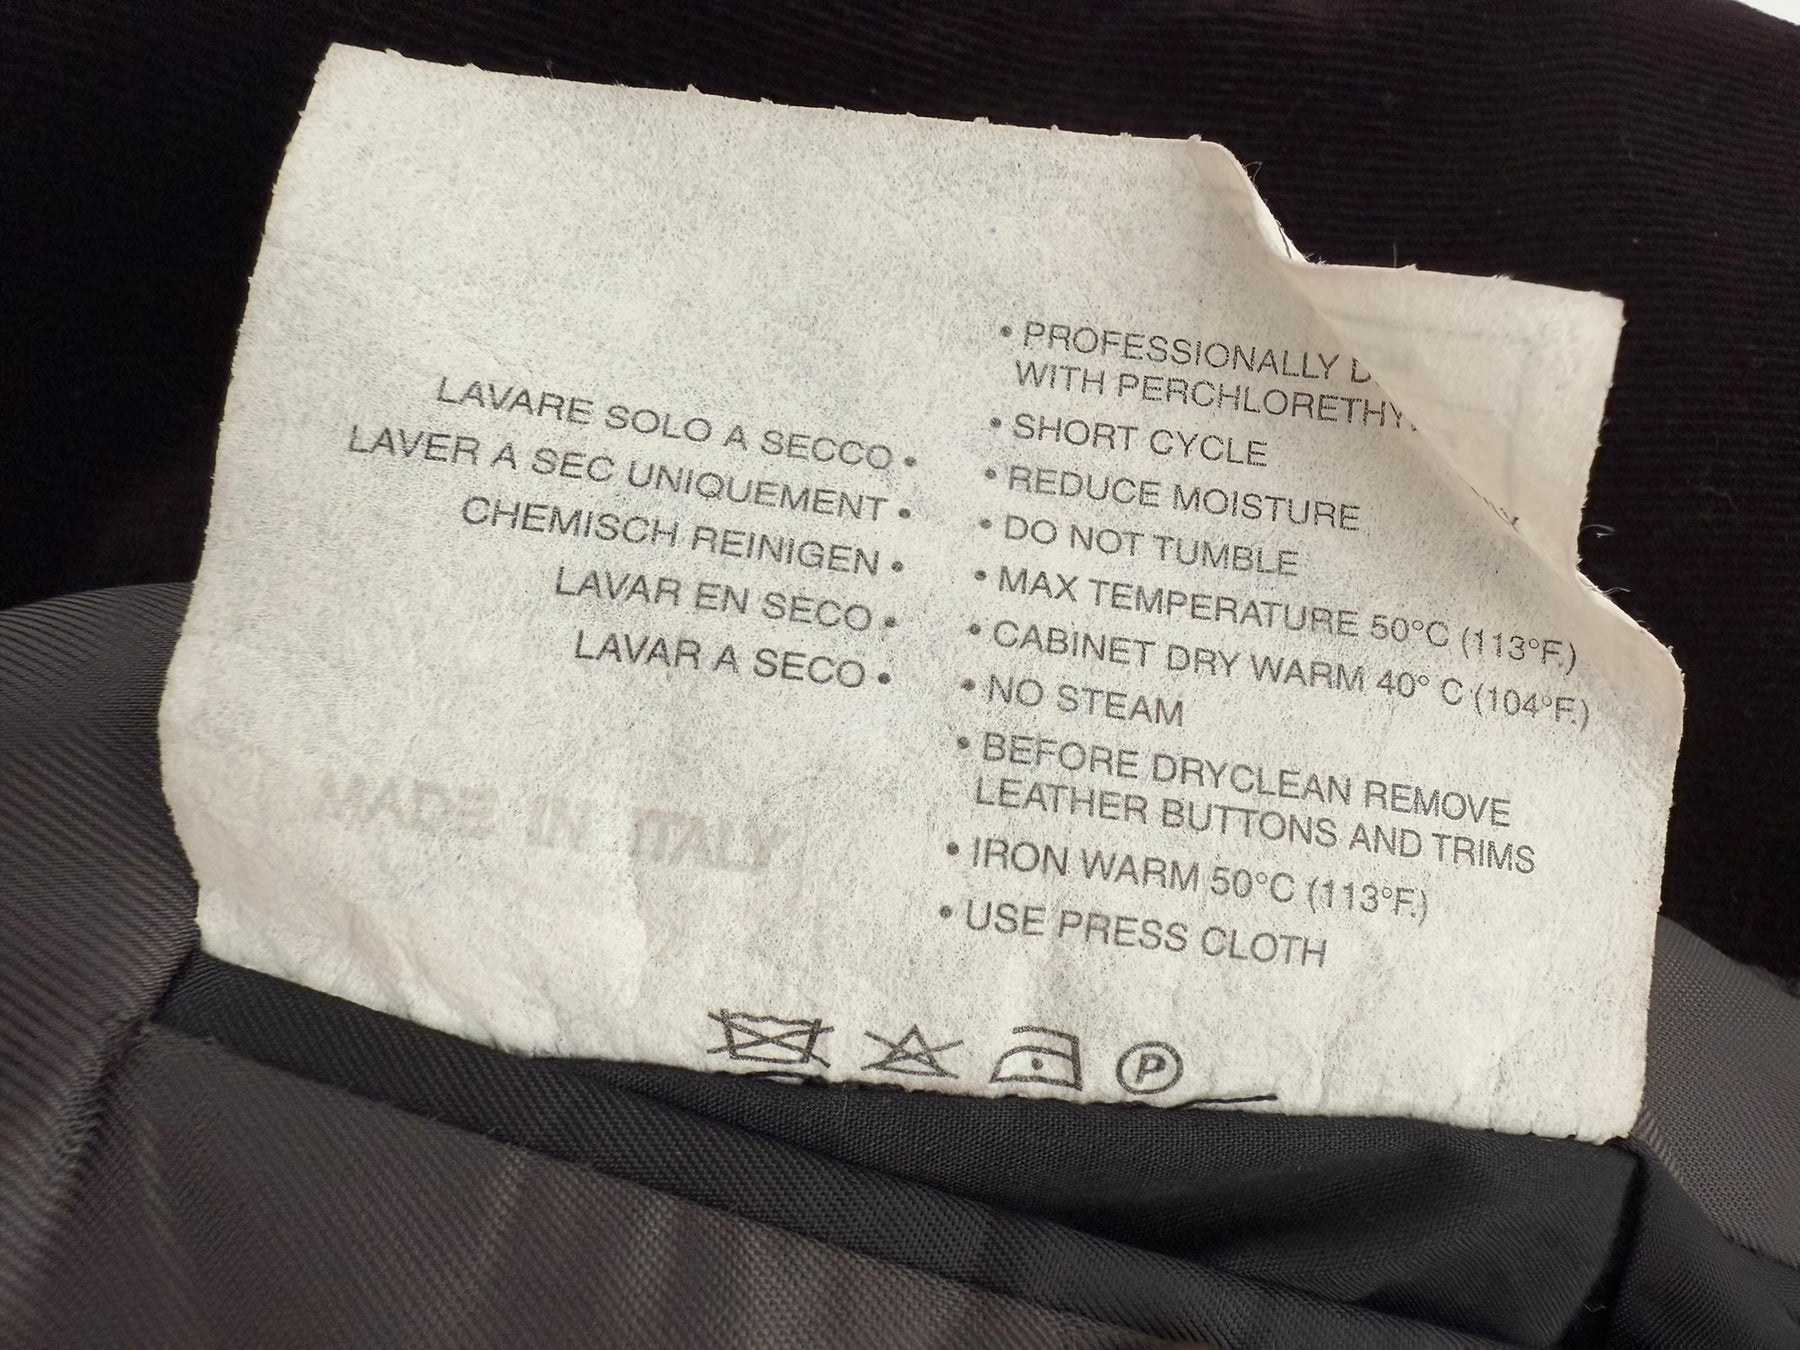 LAVARE SOLO A SECCO •
LAVER A SEC UNIQUEMENT •
CHEMISCH REINIGEN •
LAVAR EN SECO •
LAVAR A SECO •
• PROFESSIONALLY
WITH
• SHORT CYCLE
• REDUCE MOISTURE
• DO NOT TUMBLE
• MAX TEMPERATURE 50°C (113°F.)
• CABINET DRY WARM 40° C (104°F.)
• NO STEAM
• BEFORE DRYCLEAN REMOVE
LEATHER BUTTONS AND TRIMS
• IRON WARM 50°C (113°F.)
• USE PRESS CLOTH
MADE IN ITALY
P